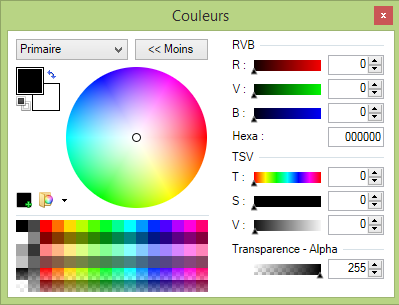 Couleurs
x
Primaire
<< Moins
RVB
R : 0
V : 0
B : 0
Hexa : 000000
TSV
T : 0
S : 0
V : 0
Transparence - Alpha
255